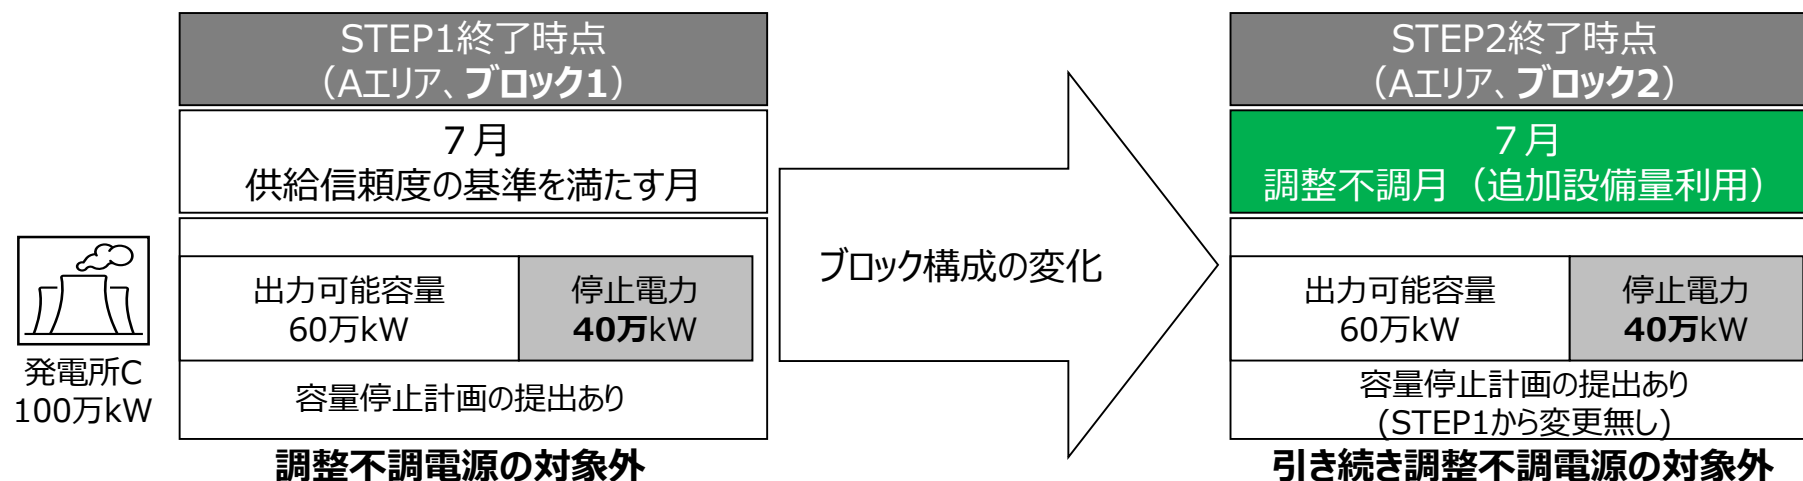 STEP1終了時点
（Aエリア、ブロック1）
７月
供給信頼度の基準を満たす月
出力可能容量
60万kW
停止電力
40万kW
容量停止計画の提出あり
調整不調電源の対象外
発電所C
100万kW
ブロック構成の変化
STEP2終了時点
（Aエリア、ブロック2）
７月
調整不調月（追加設備量利用）
出力可能容量
60万kW
停止電力
40万kW
容量停止計画の提出あり
(STEP1から変更無し)
引き続き調整不調電源の対象外